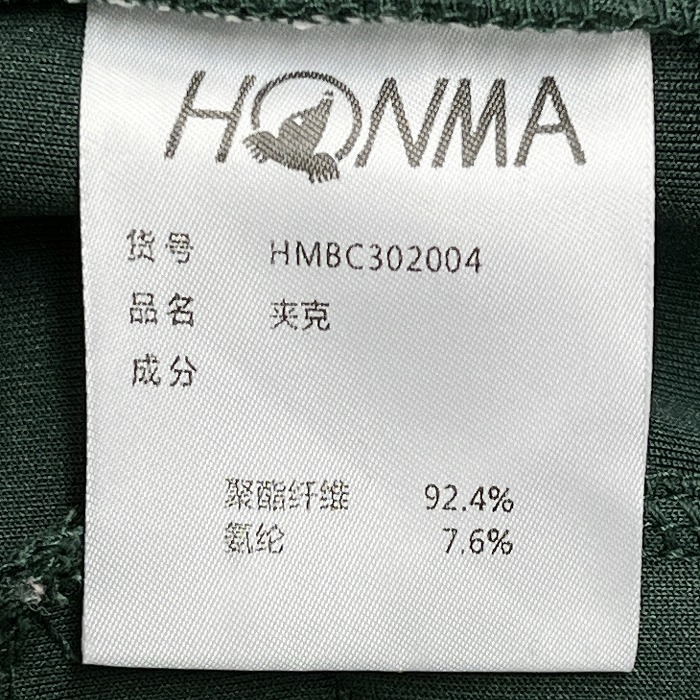 HONMA
货号 HMBC302004
品名 夹克
成分
聚酯纤维 92.4%
氨纶 7.6%